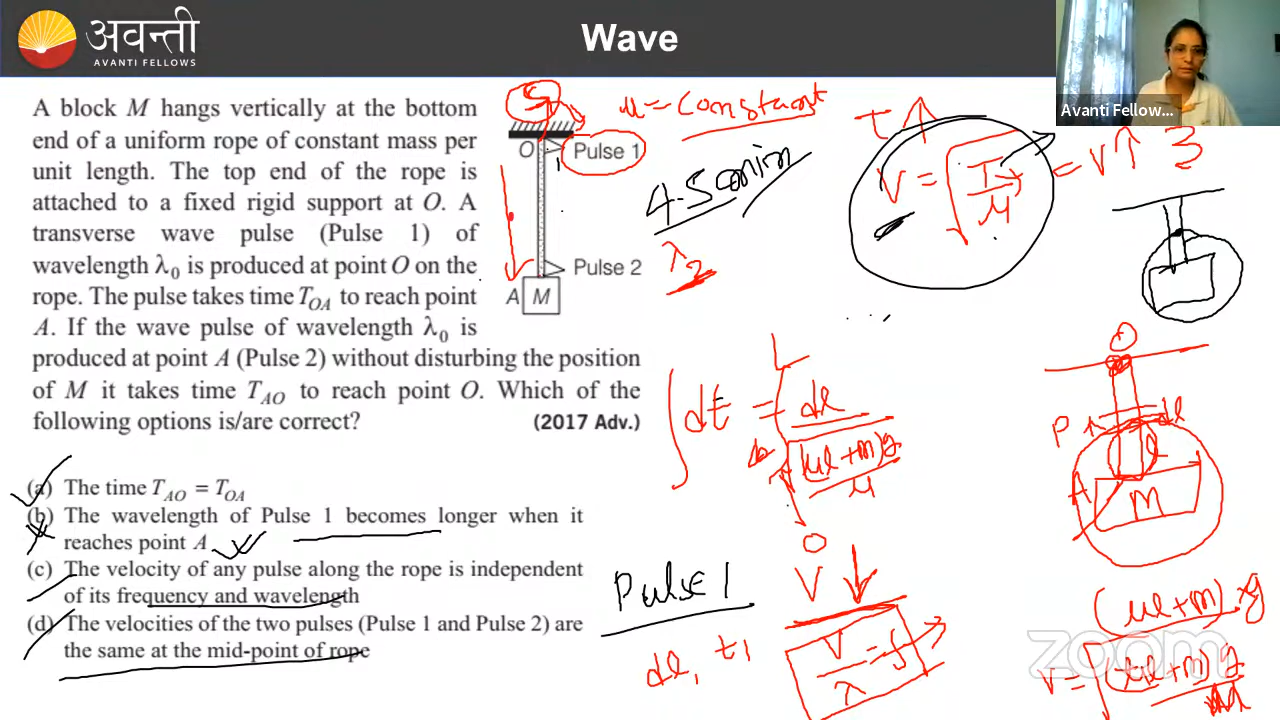 अवन्ती
AVANTI FELLOWS
Wave
Avanti Fellow...
A block M hangs vertically at the bottom
end of a uniform rope of constant mass per
unit length. The top end of the rope is
attached to a fixed rigid support at O. A
transverse wave pulse (Pulse 1) of
wavelength λ₀ is produced at point O on the
rope. The pulse takes time T_OA to reach point
A. If the wave pulse of wavelength λ₀ is
produced at point A (Pulse 2) without disturbing the position
of M it takes time T_AO to reach point O. Which of the
following options is/are correct? (2017 Adv.)
(a) The time T_AO = T_OA
(b) The wavelength of Pulse 1 becomes longer when it
reaches point A
(c) The velocity of any pulse along the rope is independent
of its frequency and wavelength
(d) The velocities of the two pulses (Pulse 1 and Pulse 2) are
the same at the mid-point of rope
S
O
Pulse 1
Pulse 2
A M
μ = Constant
λ₂
T ↑
V = √(T/μ) = V↑ 3
∫dt = ∫ dl / √((μl+m)g/μ)
L
O
Pulse 1
dl, t₁
V ↓
V/λ = f
O
P
dl
l
A
m
(μl+m)×g
V = √((μl+m)g
zoom